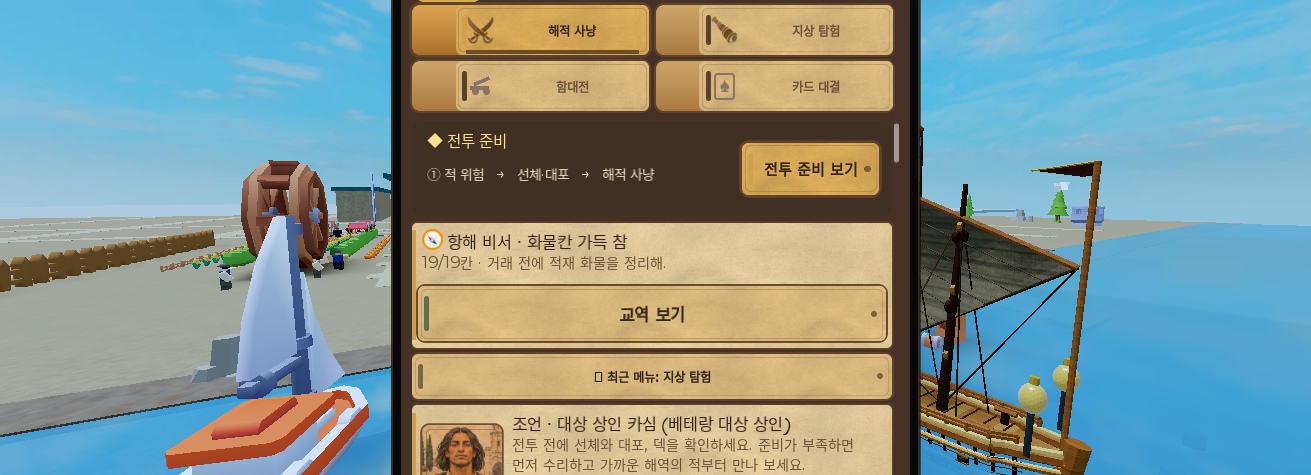 해적 사냥
지상 탐험
함대전
카드 대결
◆ 전투 준비
① 적 위험 → 선체·대포 → 해적 사냥
전투 준비 보기
항해 비서 · 화물칸 가득 참
19/19칸 · 거래 전에 적재 화물을 정리해.
교역 보기
최근 메뉴: 지상 탐험
조언 · 대상 상인 카심 (베테랑 대상 상인)
전투 전에 선체와 대포, 덱을 확인하세요. 준비가 부족하면
먼저 수리하고 가까운 해역의 적부터 만나 보세요.